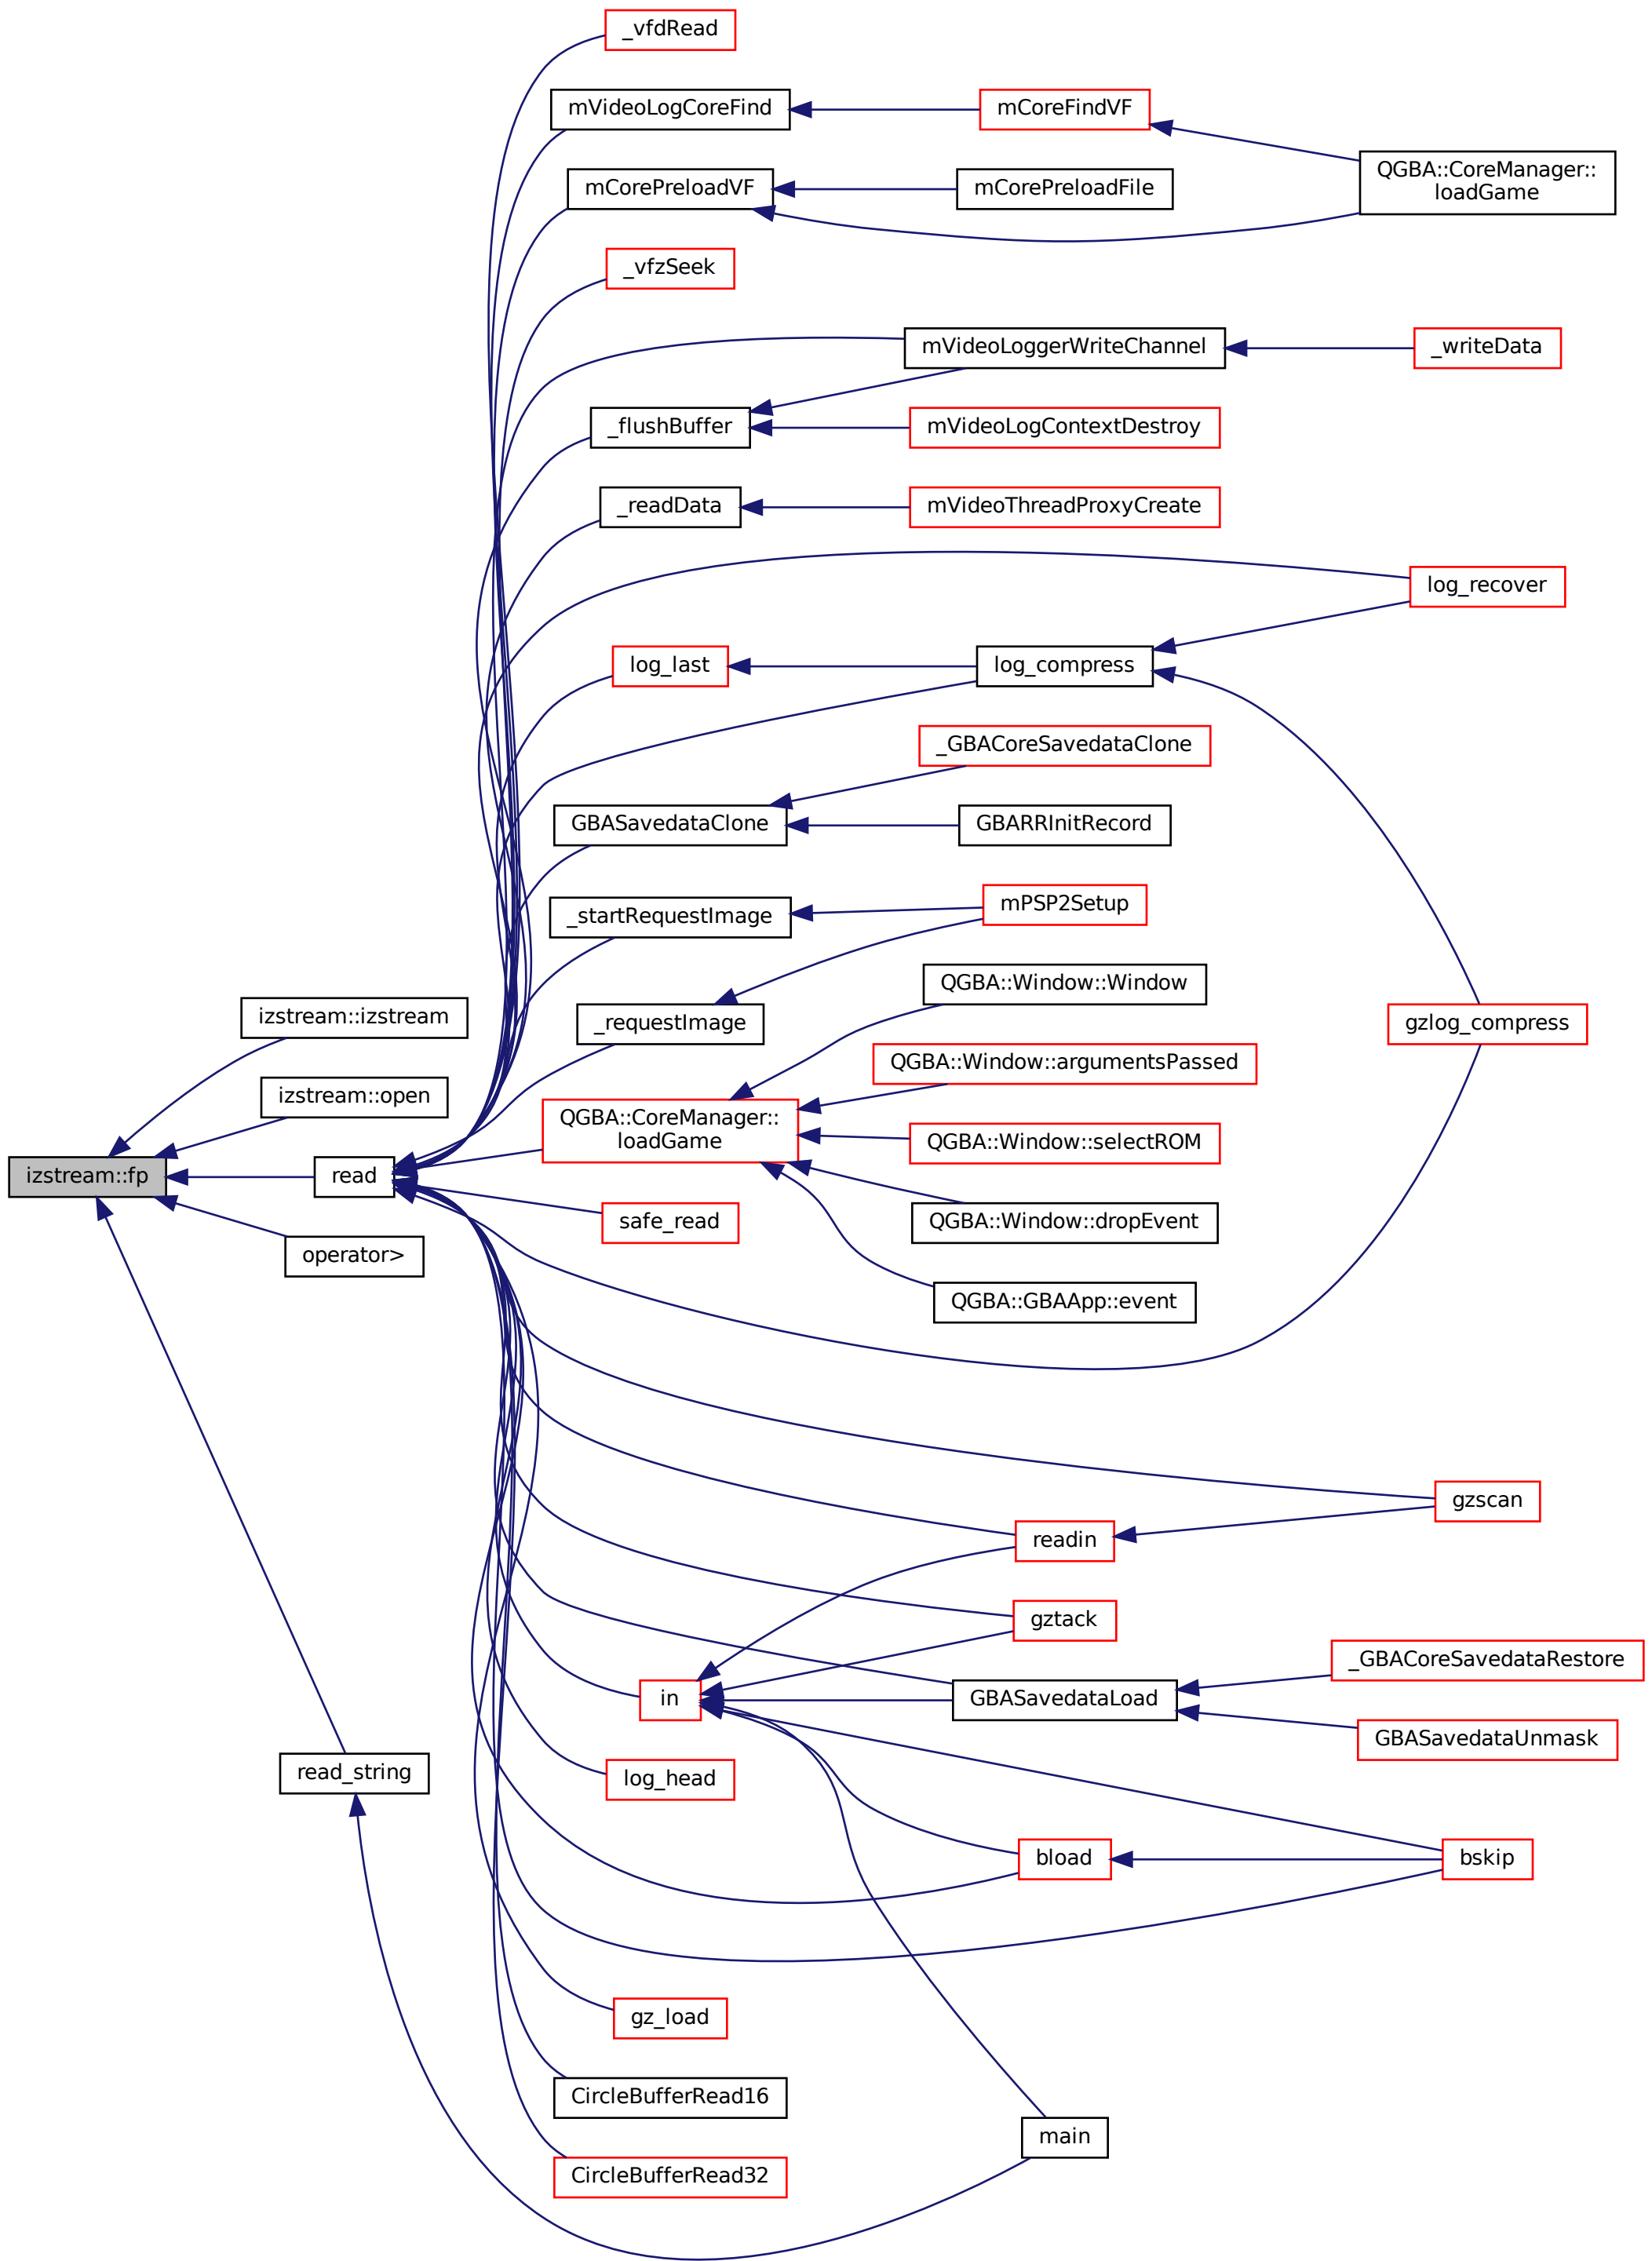 _vfdRead
mVideoLogCoreFind
mCoreFindVF
QGBA::CoreManager::
loadGame
mCorePreloadVF
mCorePreloadFile
_vfzSeek
mVideoLoggerWriteChannel
_writeData
_flushBuffer
mVideoLogContextDestroy
_readData
mVideoThreadProxyCreate
log_recover
log_last
log_compress
_GBACoreSavedataClone
GBASavedataClone
GBARRInitRecord
_startRequestImage
mPSP2Setup
QGBA::Window::Window
izstream::izstream
_requestImage
gzlog_compress
QGBA::Window::argumentsPassed
izstream::open
QGBA::CoreManager::
loadGame
QGBA::Window::selectROM
izstream::fp
read
safe_read
QGBA::Window::dropEvent
operator>
QGBA::GBAApp::event
gzscan
readin
gztack
_GBACoreSavedataRestore
in
GBASavedataLoad
GBASavedataUnmask
read_string
log_head
bload
bskip
gz_load
CircleBufferRead16
main
CircleBufferRead32